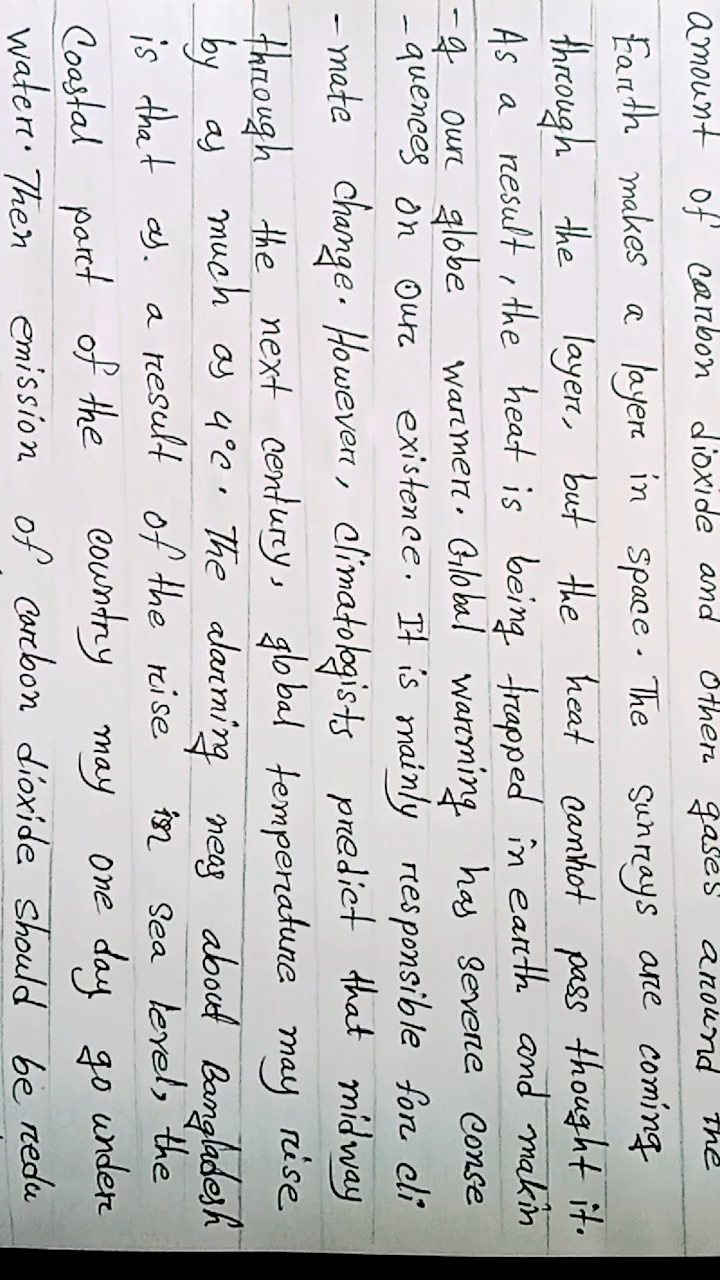 amount of carbon dioxide and other gases around the
Earth makes a layer in space. The sunrays are coming
through the layer, but the heat cannot pass thought it.
As a result, the heat is being trapped in earth and makin
-g our globe warmer. Global warming has severe conse
-quences on our existence. It is mainly responsible for cli
-mate change. However, climatologists predict that midway
through the next century, global temperature may rise
by as much as 4°c. The alarming neas about Bangladesh
is that as. a result of the rise in sea level, the
Coastal part of the country may one day go under
water. Then emission of carbon dioxide should be redu